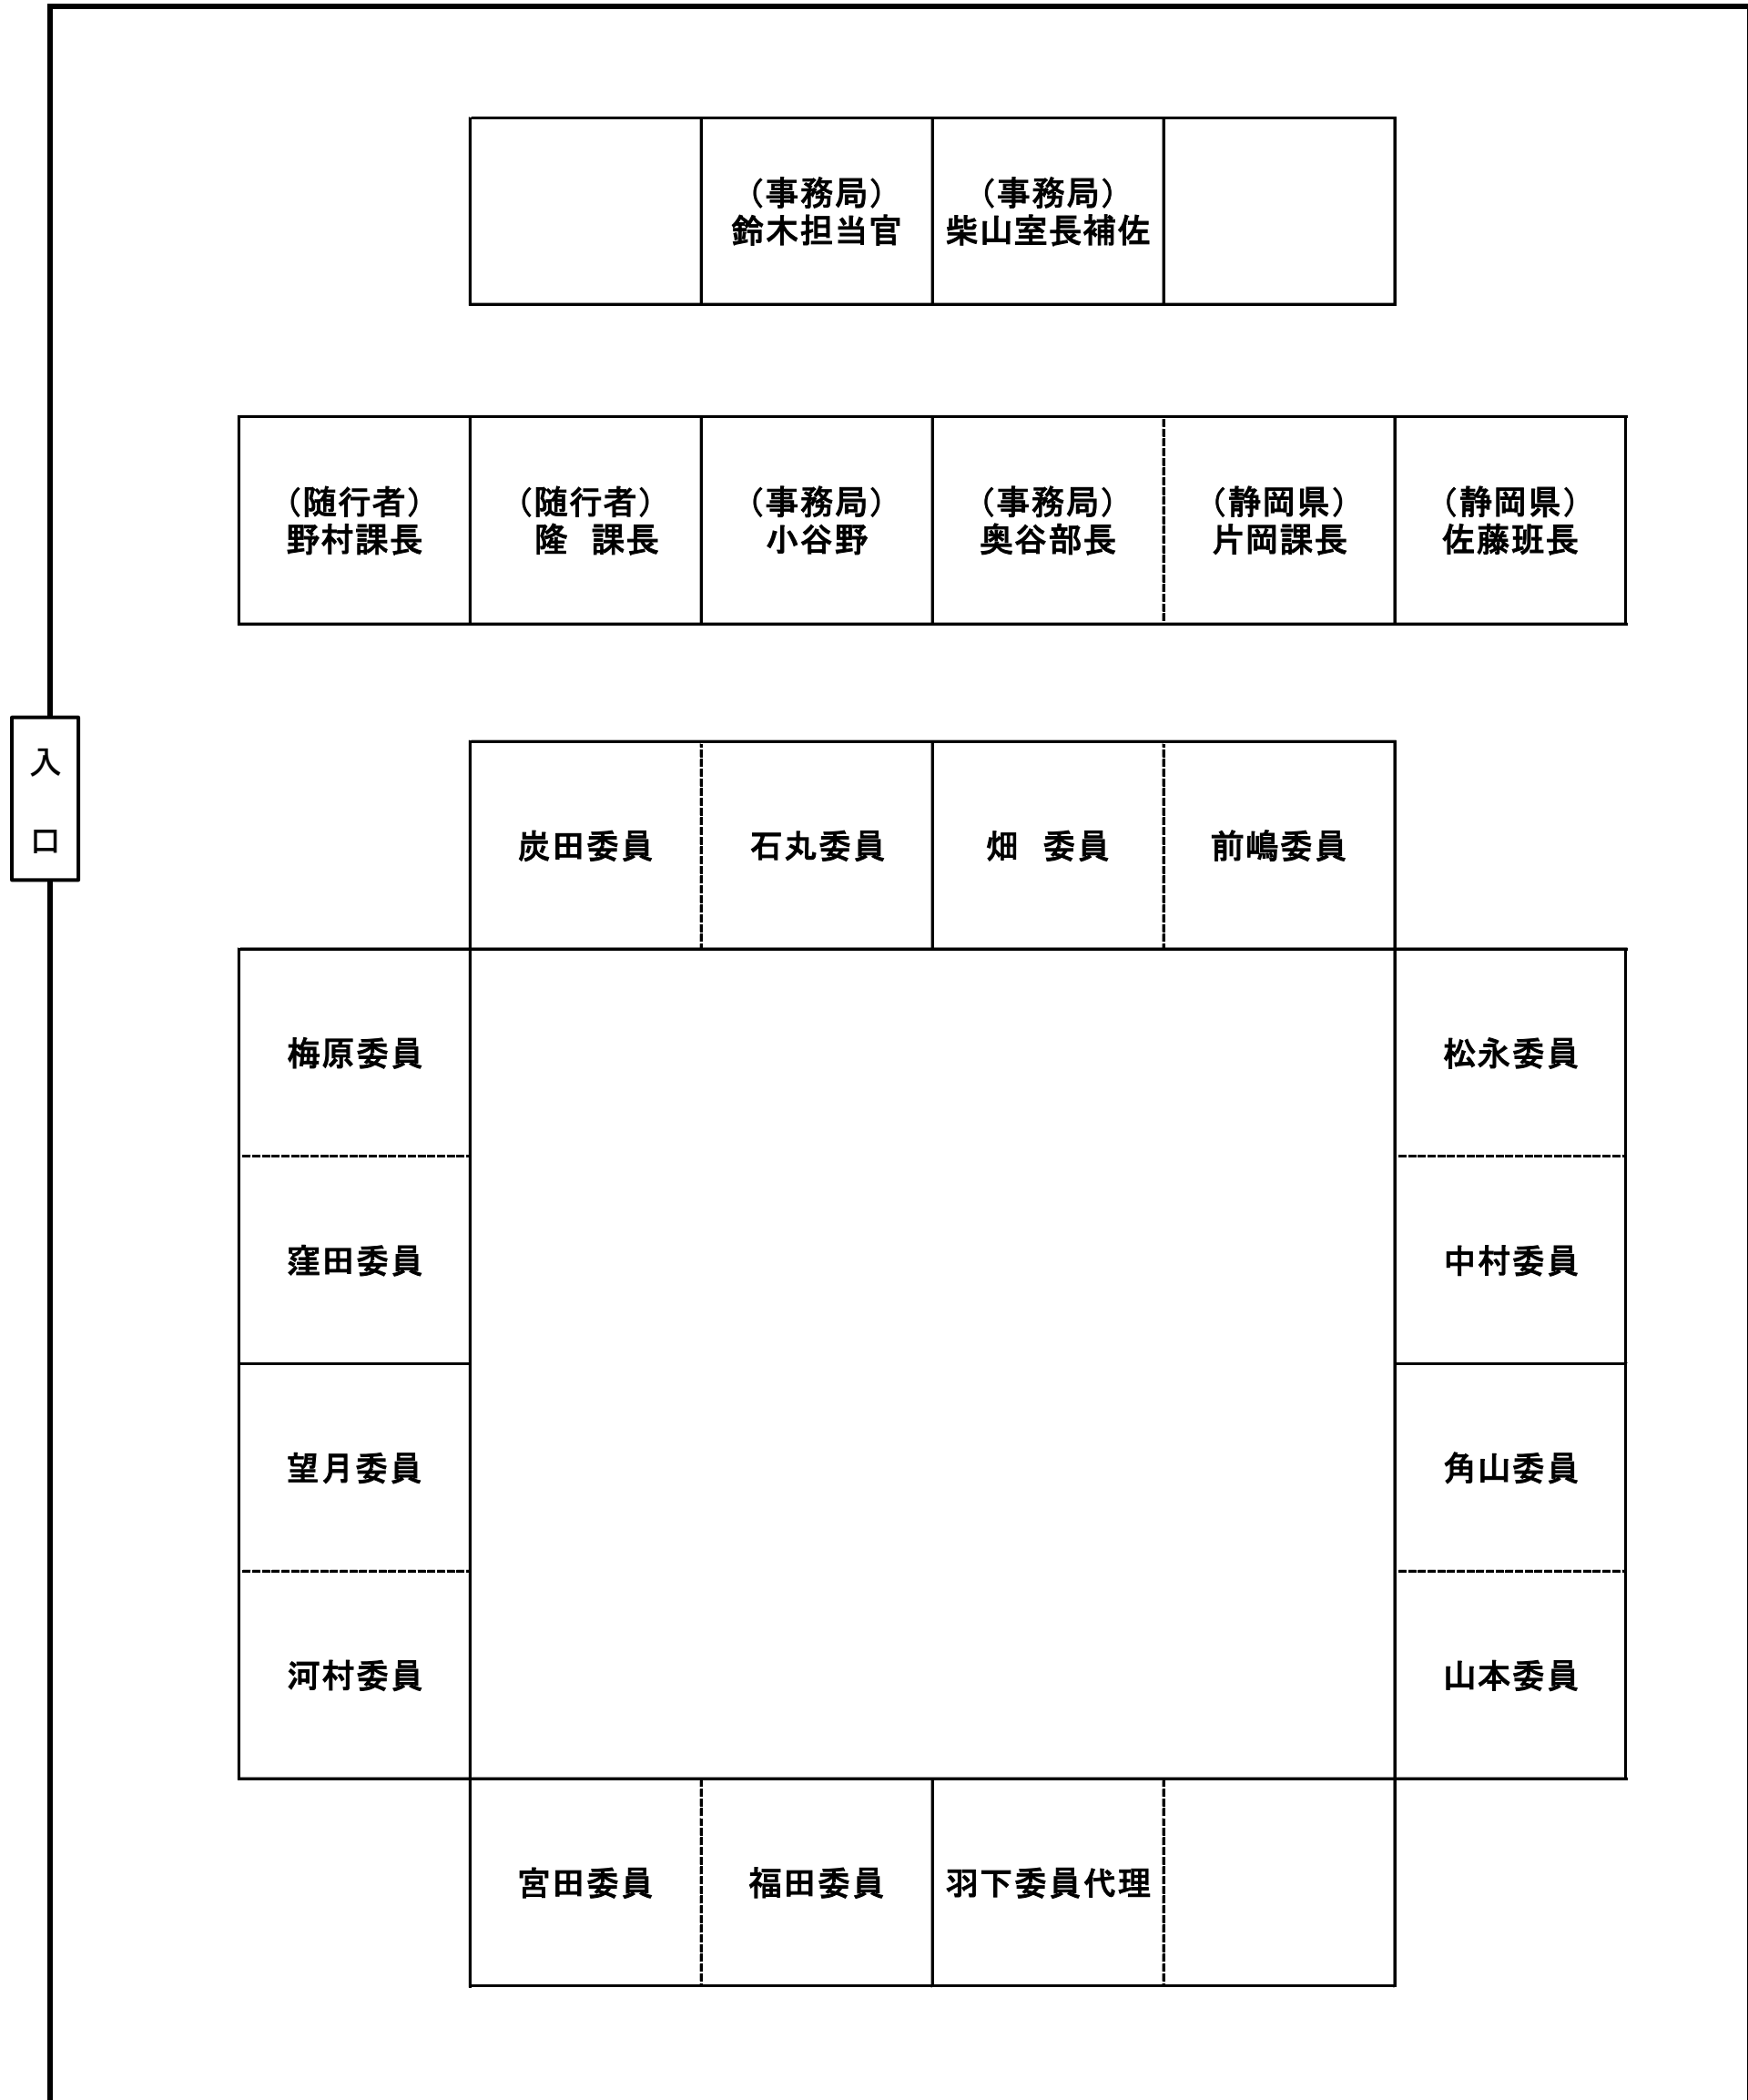 （事務局）
鈴木担当官
（事務局）
柴山室長補佐
（随行者）
野村課長
（随行者）
隆 課長
（事務局）
小谷野
（事務局）
奥谷部長
（静岡県）
片岡課長
（静岡県）
佐藤班長
入
口
炭田委員
石丸委員
畑 委員
前嶋委員
梅原委員
松永委員
窪田委員
中村委員
望月委員
角山委員
河村委員
山本委員
宮田委員
福田委員
羽下委員代理